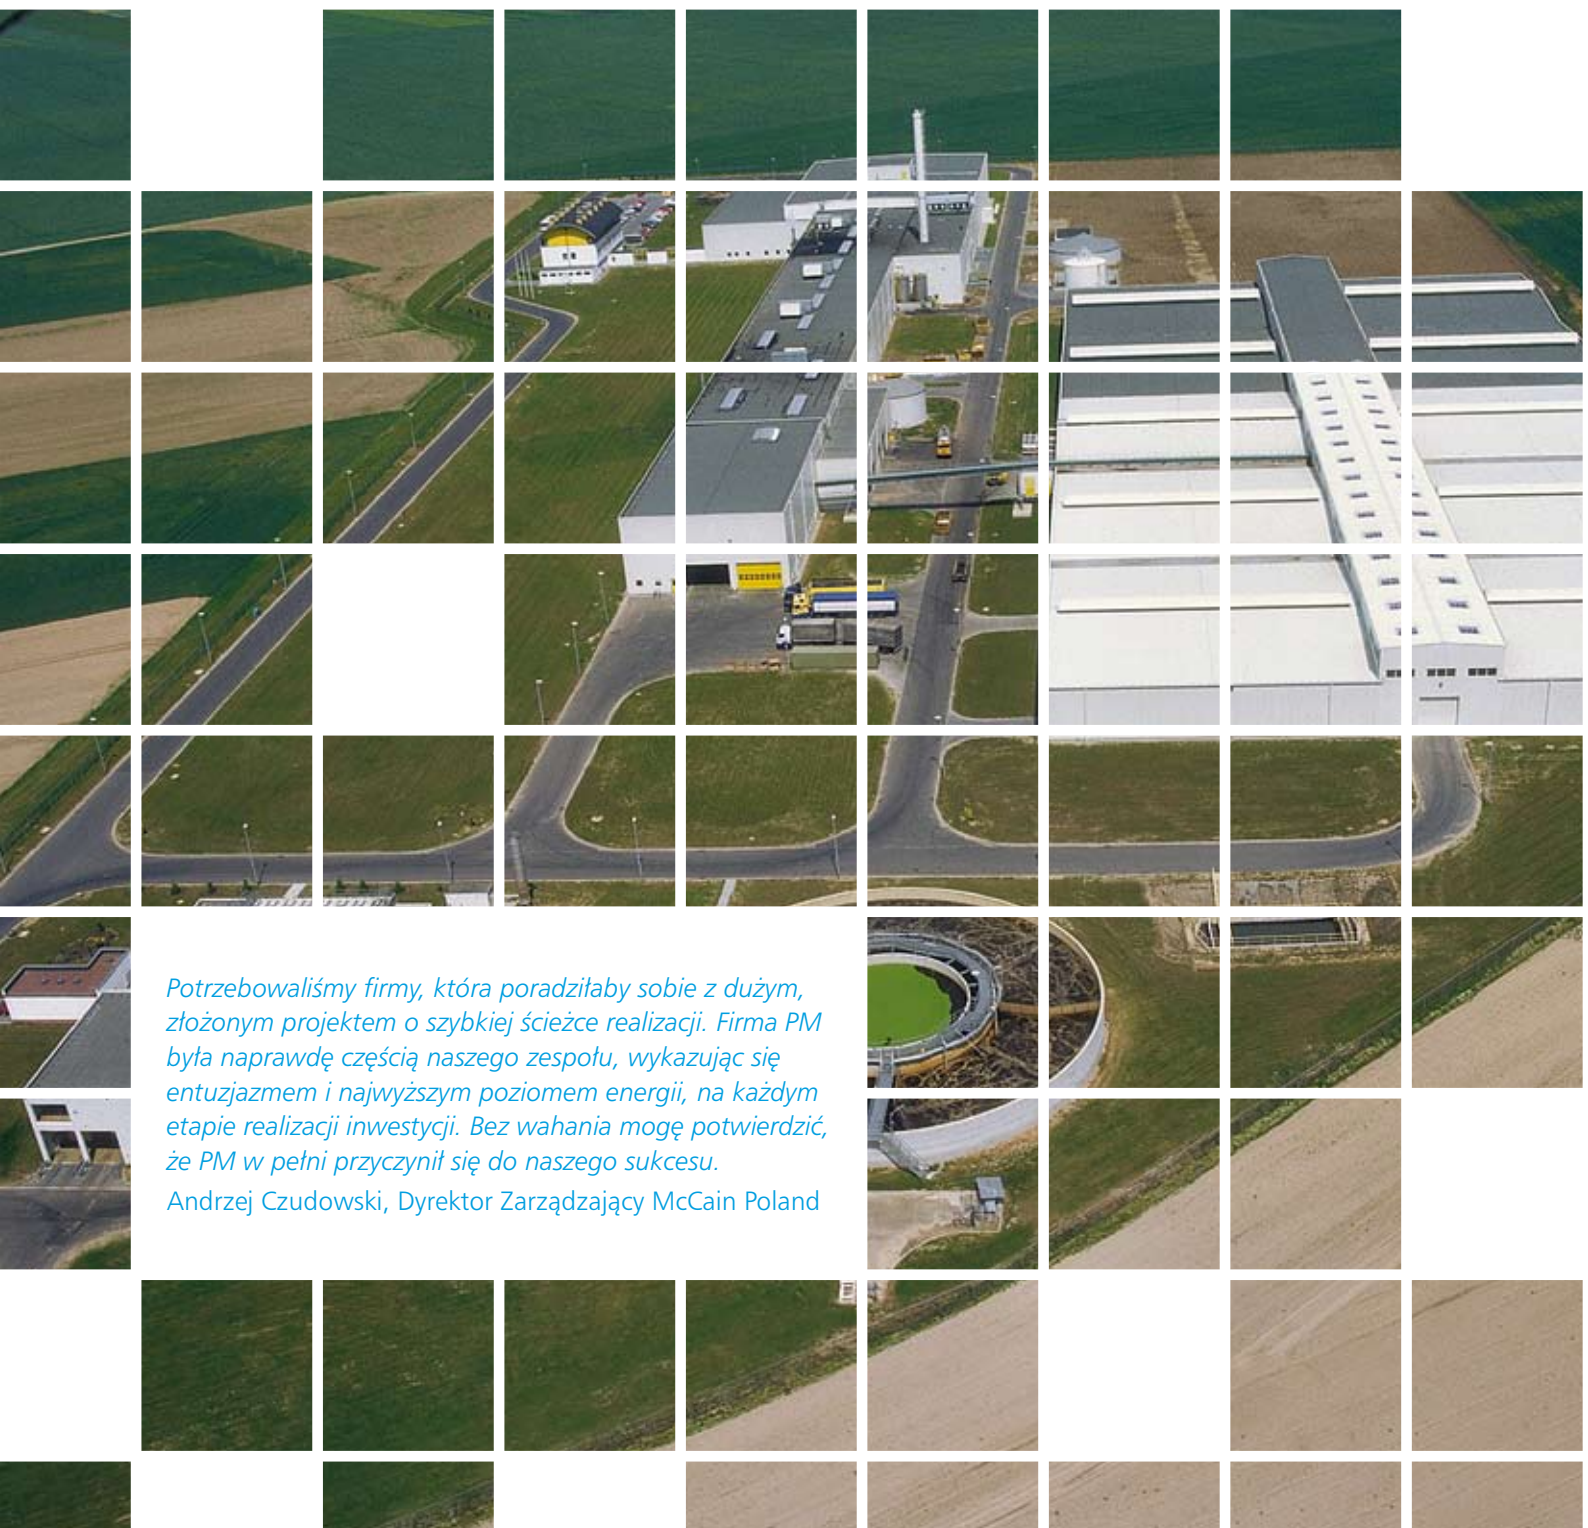 Potrzebowaliśmy firmy, która poradziłaby sobie z dużym,
złożonym projektem o szybkiej ścieżce realizacji. Firma PM
była naprawdę częścią naszego zespołu, wykazując się
entuzjazmem i najwyższym poziomem energii, na każdym
etapie realizacji inwestycji. Bez wahania mogę potwierdzić,
że PM w pełni przyczynił się do naszego sukcesu.
Andrzej Czudowski, Dyrektor Zarządzający McCain Poland